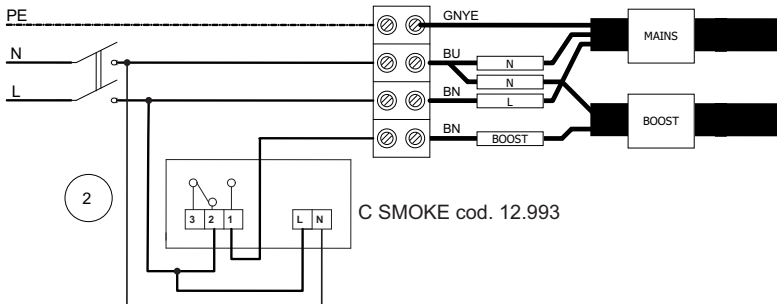 PE
GNYE
MAINS
N
BU
N
N
L
BN
L
BN
BOOST
BOOST
2
3 2 1
L N
C SMOKE cod. 12.993